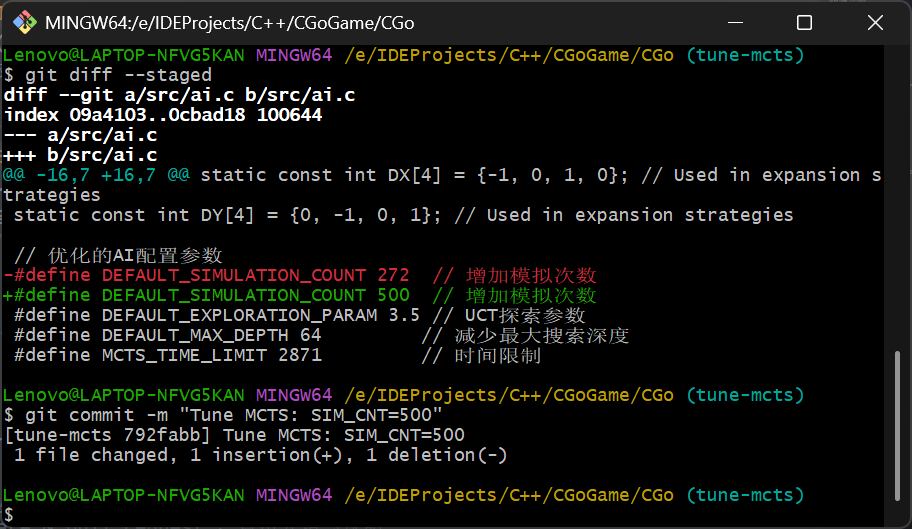 MINGW64:/e/IDEProjects/C++/CGoGame/CGo
Lenovo@LAPTOP-NFVG5KAN MINGW64 /e/IDEProjects/C++/CGoGame/CGo (tune-mcts)
$ git diff --staged
diff --git a/src/ai.c b/src/ai.c
index 09a4103..0cbad18 100644
--- a/src/ai.c
+++ b/src/ai.c
@@ -16,7 +16,7 @@ static const int DX[4] = {-1, 0, 1, 0}; // Used in expansion s
trategies
 static const int DY[4] = {0, -1, 0, 1}; // Used in expansion strategies
 // 优化的AI配置参数
-#define DEFAULT_SIMULATION_COUNT 272  // 增加模拟次数
+#define DEFAULT_SIMULATION_COUNT 500  // 增加模拟次数
 #define DEFAULT_EXPLORATION_PARAM 3.5 // UCT探索参数
 #define DEFAULT_MAX_DEPTH 64         // 减少最大搜索深度
 #define MCTS_TIME_LIMIT 2871         // 时间限制
Lenovo@LAPTOP-NFVG5KAN MINGW64 /e/IDEProjects/C++/CGoGame/CGo (tune-mcts)
$ git commit -m "Tune MCTS: SIM_CNT=500"
[tune-mcts 792fabb] Tune MCTS: SIM_CNT=500
 1 file changed, 1 insertion(+), 1 deletion(-)
Lenovo@LAPTOP-NFVG5KAN MINGW64 /e/IDEProjects/C++/CGoGame/CGo (tune-mcts)
$